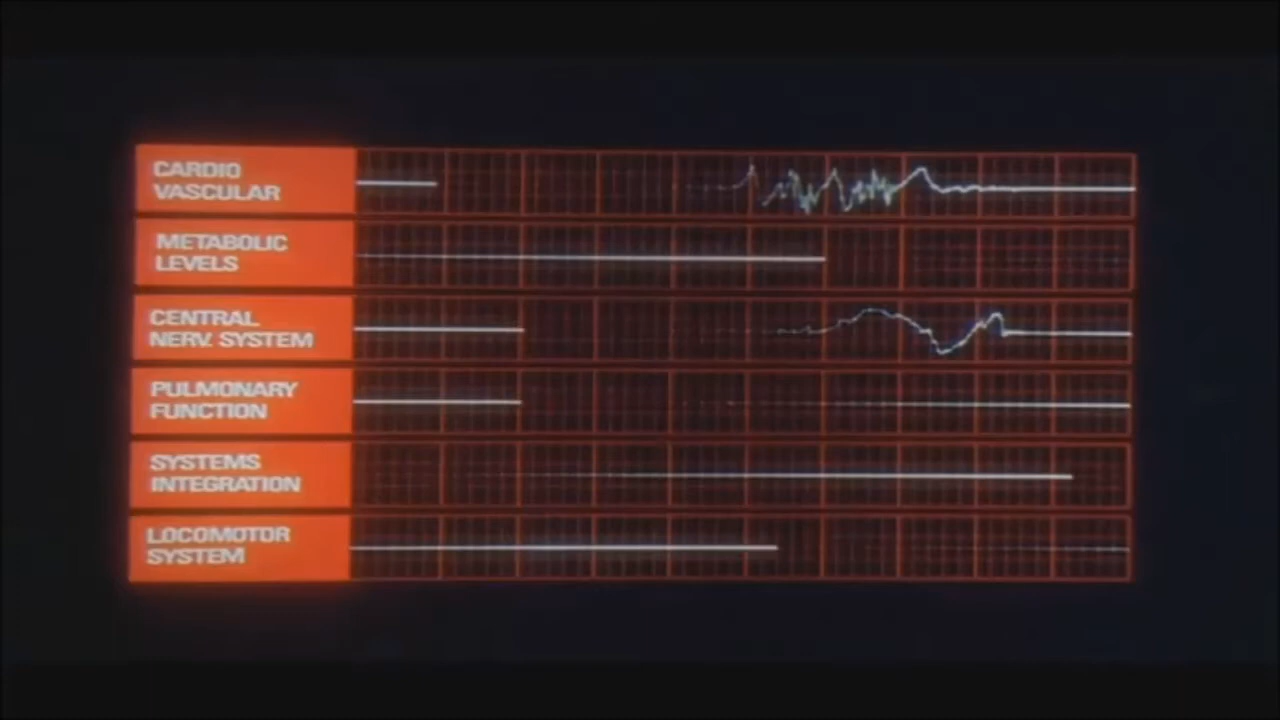 CARDIO
VASCULAR
METABOLIC
LEVELS
CENTRAL
NERV. SYSTEM
PULMONARY
FUNCTION
SYSTEMS
INTEGRATION
LOCOMOTOR
SYSTEM